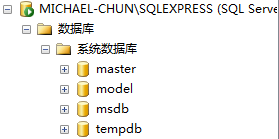 MICHAEL-CHUN\SQLEXPRESS (SQL Serve
数据库
系统数据库
master
model
msdb
tempdb